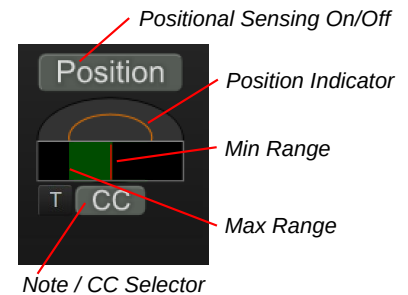 Positional Sensing On/Off
Position
Position Indicator
Min Range
T CC
Max Range
Note / CC Selector